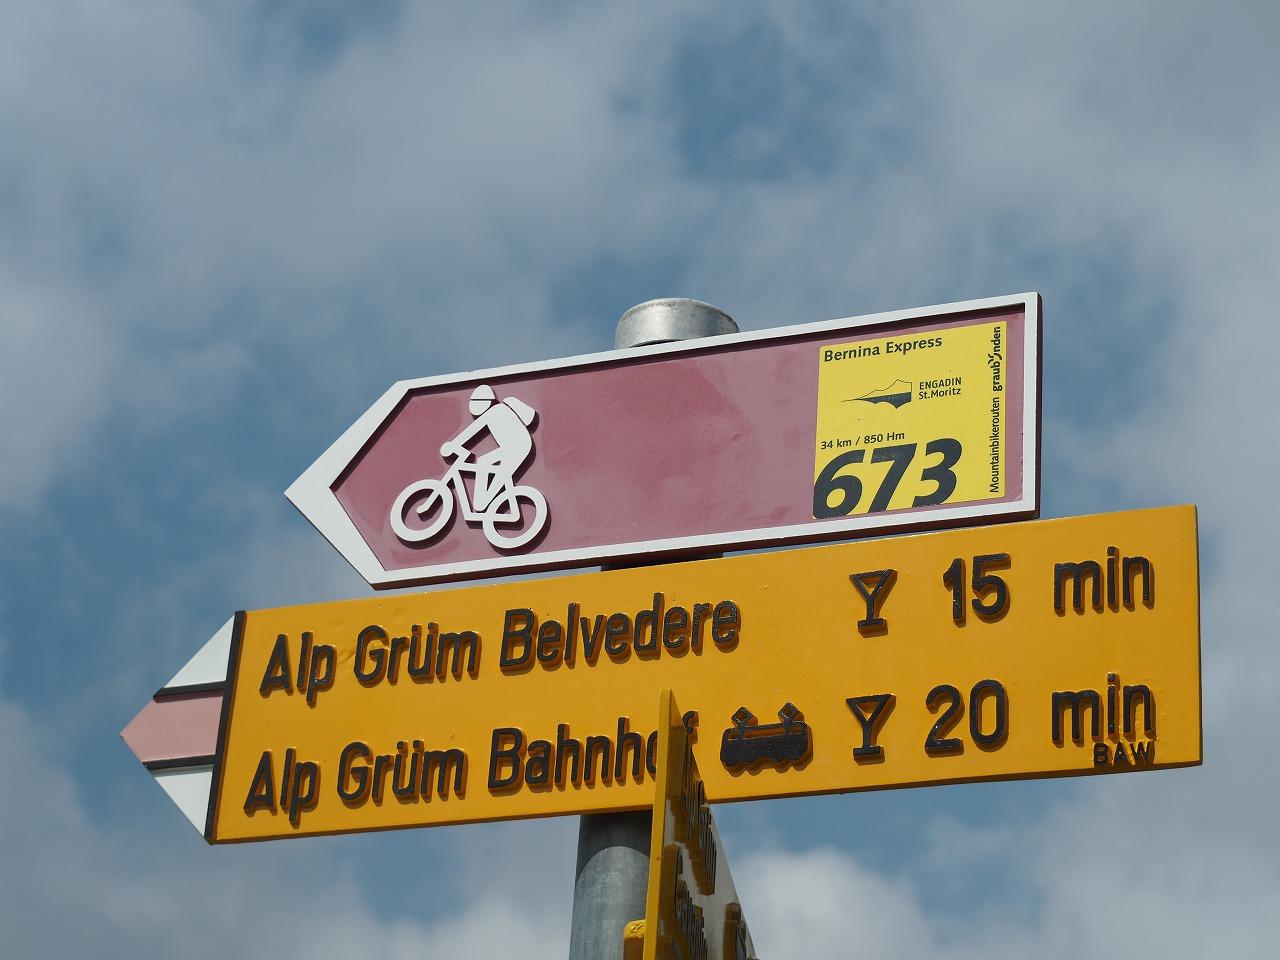 Bernina Express
ENGADIN
St.Moritz
34 km / 850 Hm
673
Mountainbikerouten graubünden
Alp Grüm Belvedere 15 min
Alp Grüm Bahnhof 20 min
BAW